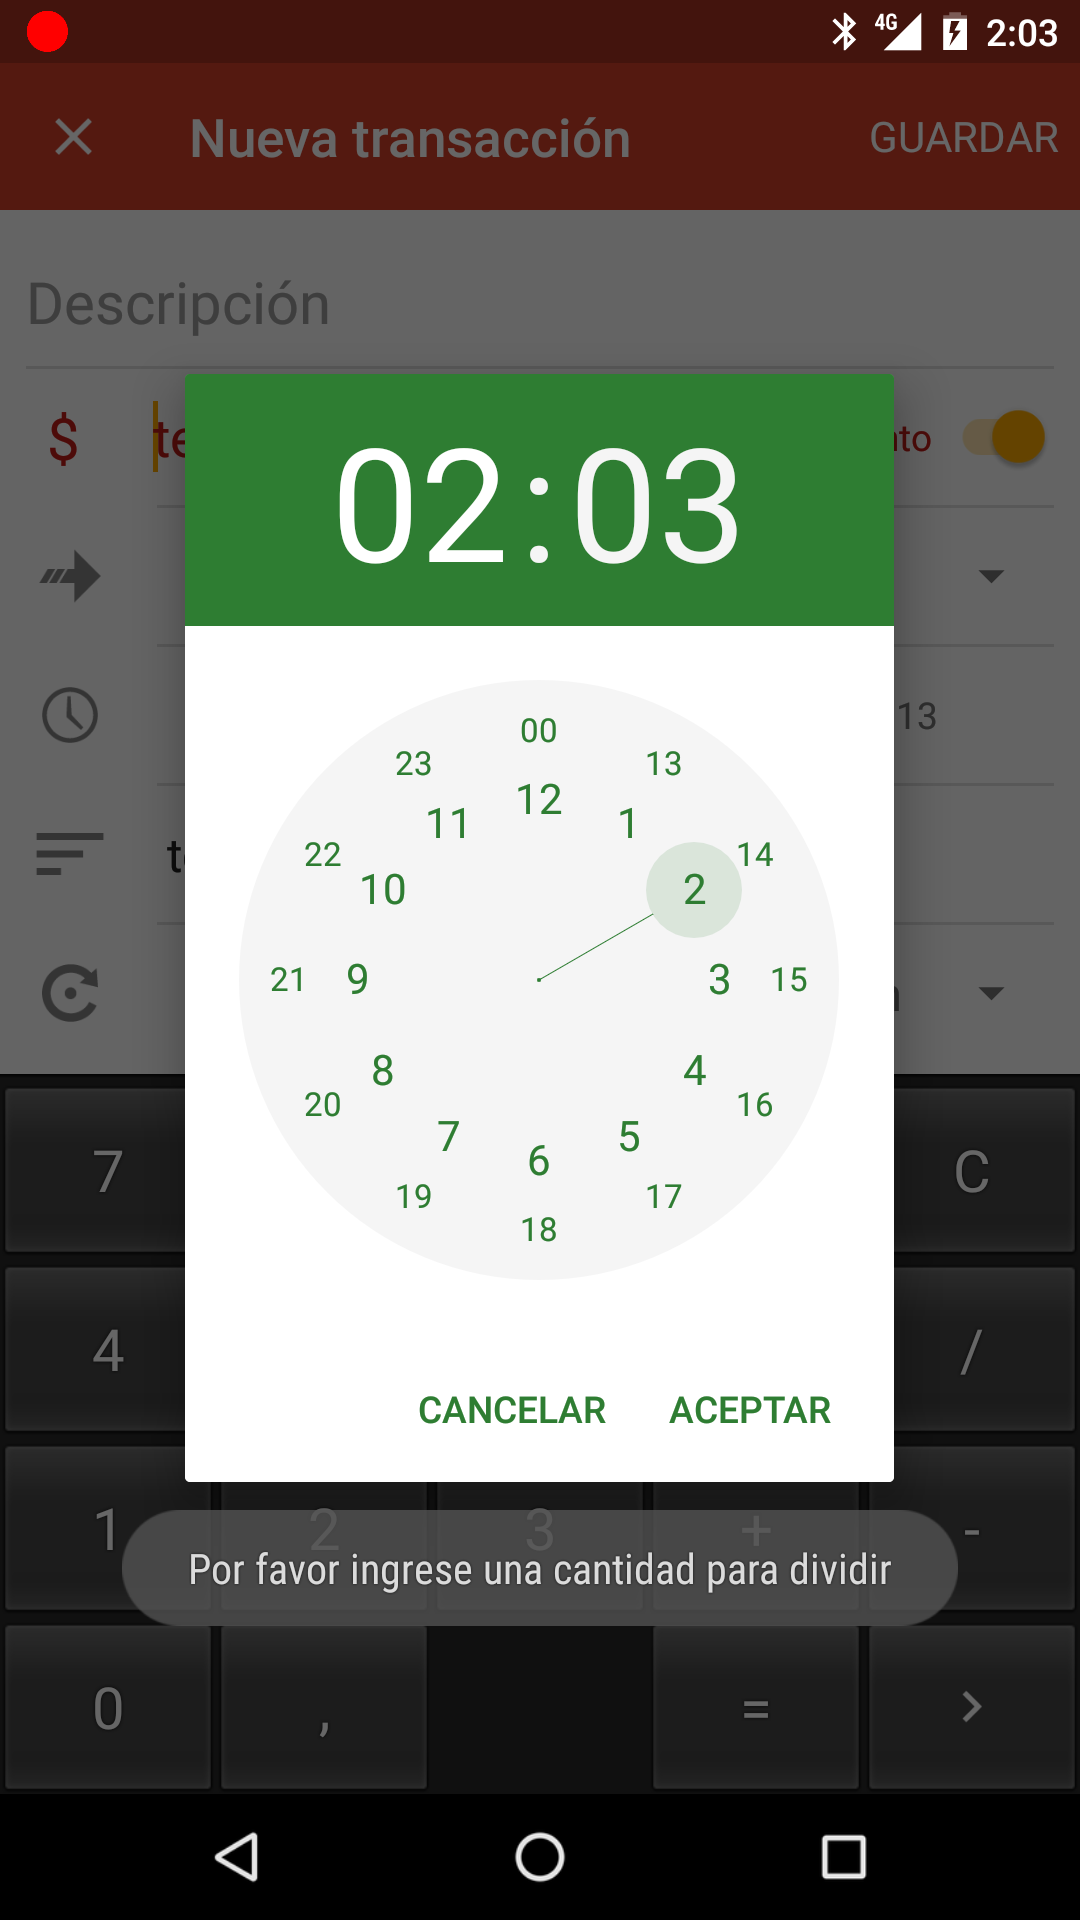 4G 2:03
Nueva transacción GUARDAR
Descripción
$
02:03
13
00
23 13
12
11 1
22 14
10 2
21 9 3 15
8 4
20 16
7 5
6
19 17
18
7 C
4 /
CANCELAR ACEPTAR
1 2 3 + -
Por favor ingrese una cantidad para dividir
0 , = >